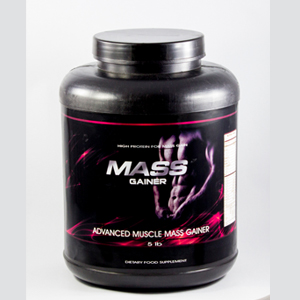 HIGH PROTEIN FOR MASS GAIN
MASS
GAINER
ADVANCED MUSCLE MASS GAINER
5 lb
DIETARY FOOD SUPPLEMENT